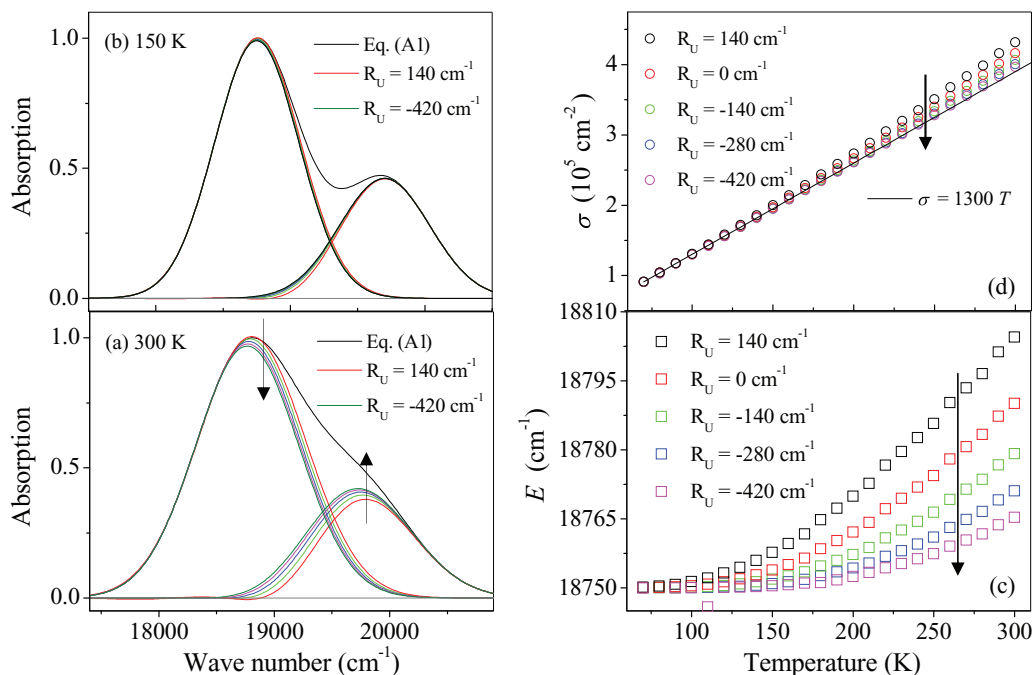 (b) 150 K
Eq. (A1)
R_U = 140 cm⁻¹
R_U = -420 cm⁻¹
1.0
0.5
0.0
Absorption
18000
19000
20000
(a) 300 K
Eq. (A1)
R_U = 140 cm⁻¹
R_U = -420 cm⁻¹
1.0
0.5
0.0
Absorption
18000
19000
20000
Wave number (cm⁻¹)
R_U = 140 cm⁻¹
R_U = 0 cm⁻¹
R_U = -140 cm⁻¹
R_U = -280 cm⁻¹
R_U = -420 cm⁻¹
σ = 1300 T
(d)
4
3
2
1
σ (10⁵ cm⁻²)
18810
18795
18780
18765
18750
E (cm⁻¹)
R_U = 140 cm⁻¹
R_U = 0 cm⁻¹
R_U = -140 cm⁻¹
R_U = -280 cm⁻¹
R_U = -420 cm⁻¹
(c)
100
150
200
250
300
Temperature (K)